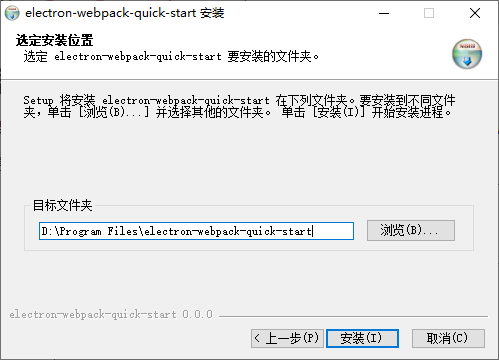 electron-webpack-quick-start 安装
选定安装位置
选定 electron-webpack-quick-start 要安装的文件夹。
Setup 将安装 electron-webpack-quick-start 在下列文件夹。要安装到不同文件
夹，单击 [浏览(B)...] 并选择其他的文件夹。 单击 [安装(I)] 开始安装进程。
目标文件夹
D:\Program Files\electron-webpack-quick-start
浏览(B)...
electron-webpack-quick-start 0.0.0
< 上一步(P)
安装(I)
取消(C)